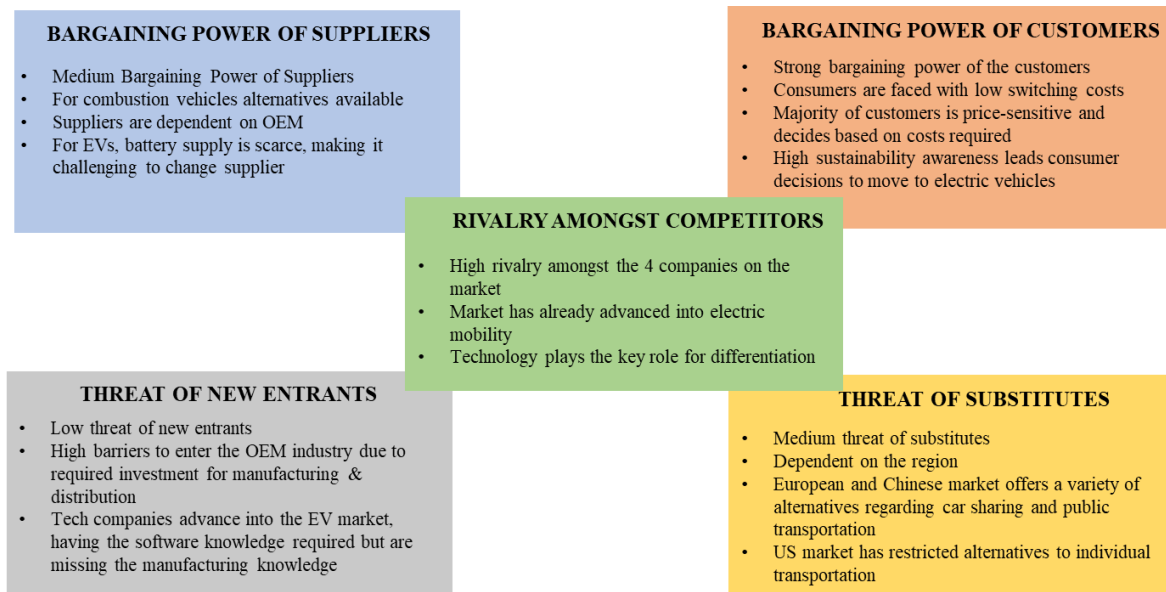 BARGAINING POWER OF SUPPLIERS
• Medium Bargaining Power of Suppliers
• For combustion vehicles alternatives available
• Suppliers are dependent on OEM
• For EVs, battery supply is scarce, making it
challenging to change supplier
BARGAINING POWER OF CUSTOMERS
• Strong bargaining power of the customers
• Consumers are faced with low switching costs
• Majority of customers is price-sensitive and
decides based on costs required
• High sustainability awareness leads consumer
decisions to move to electric vehicles
RIVALRY AMONGST COMPETITORS
• High rivalry amongst the 4 companies on the
market
• Market has already advanced into electric
mobility
• Technology plays the key role for differentiation
THREAT OF NEW ENTRANTS
• Low threat of new entrants
• High barriers to enter the OEM industry due to
required investment for manufacturing &
distribution
• Tech companies advance into the EV market,
having the software knowledge required but are
missing the manufacturing knowledge
THREAT OF SUBSTITUTES
• Medium threat of substitutes
• Dependent on the region
• European and Chinese market offers a variety of
alternatives regarding car sharing and public
transportation
• US market has restricted alternatives to individual
transportation